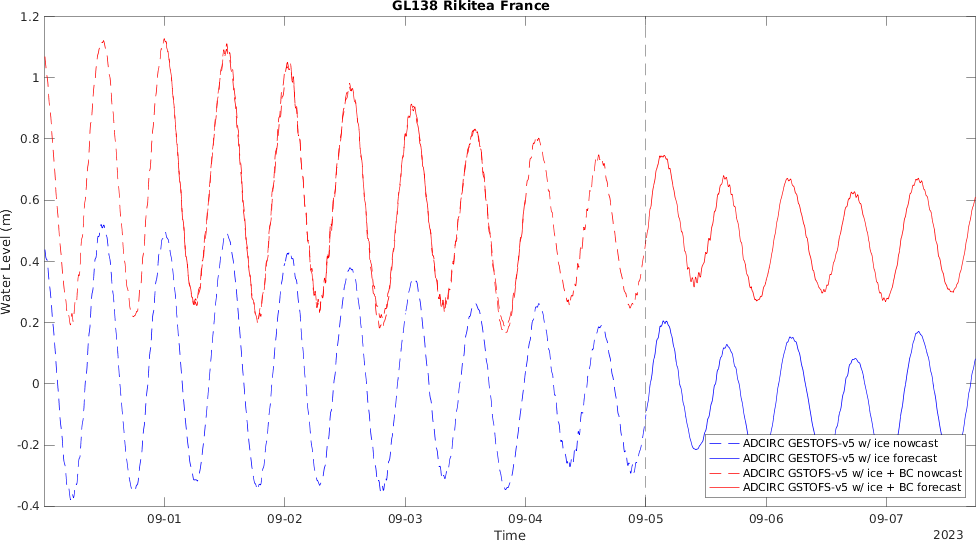 GL138 Rikitea France
Water Level (m)
1.2
1
0.8
0.6
0.4
0.2
0
-0.2
-0.4
09-01
09-02
09-03
09-04
09-05
09-06
09-07
Time
2023
ADCIRC GESTOFS-v5 w/ ice nowcast
ADCIRC GESTOFS-v5 w/ ice forecast
ADCIRC GSTOFS-v5 w/ ice + BC nowcast
ADCIRC GSTOFS-v5 w/ ice + BC forecast